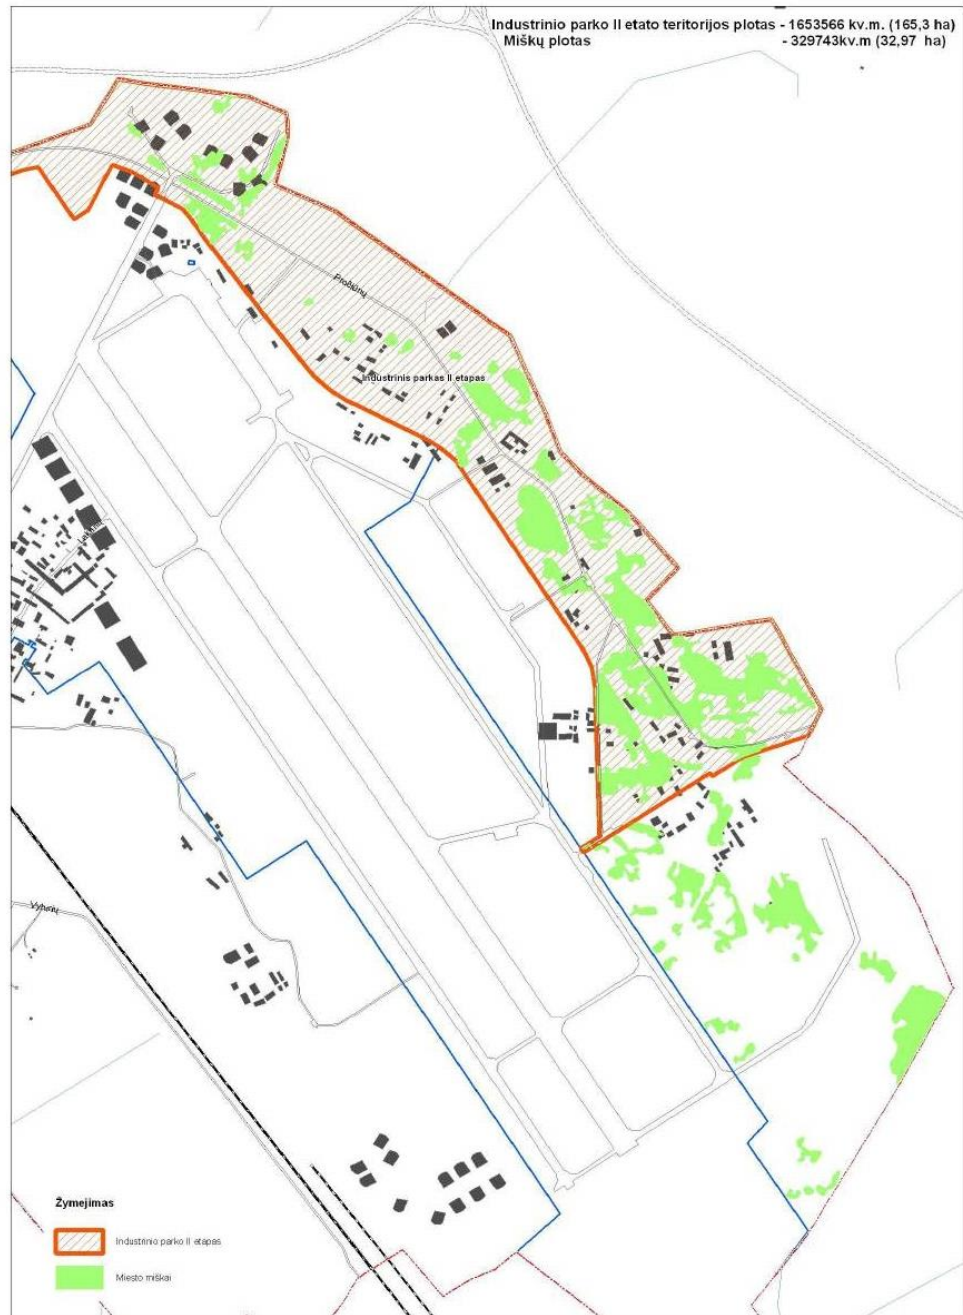 Industrinio parko II etato teritorijos plotas - 1653566 kv.m. (165,3 ha)
Miškų plotas - 329743kv.m (32,97 ha)
Prošiūnų
Industrinis parkas II etapas
Žymejimas
Industrinio parko II etapas
Miesto miškai